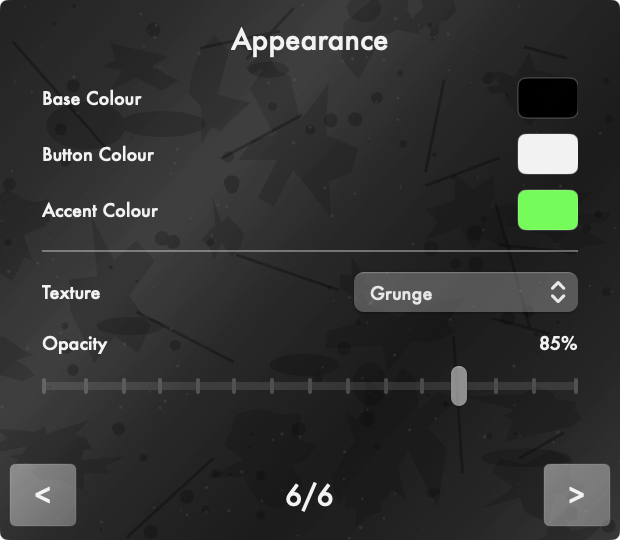 Appearance
Base Colour
Button Colour
Accent Colour
Texture Grunge
Opacity 85%
< 6/6 >